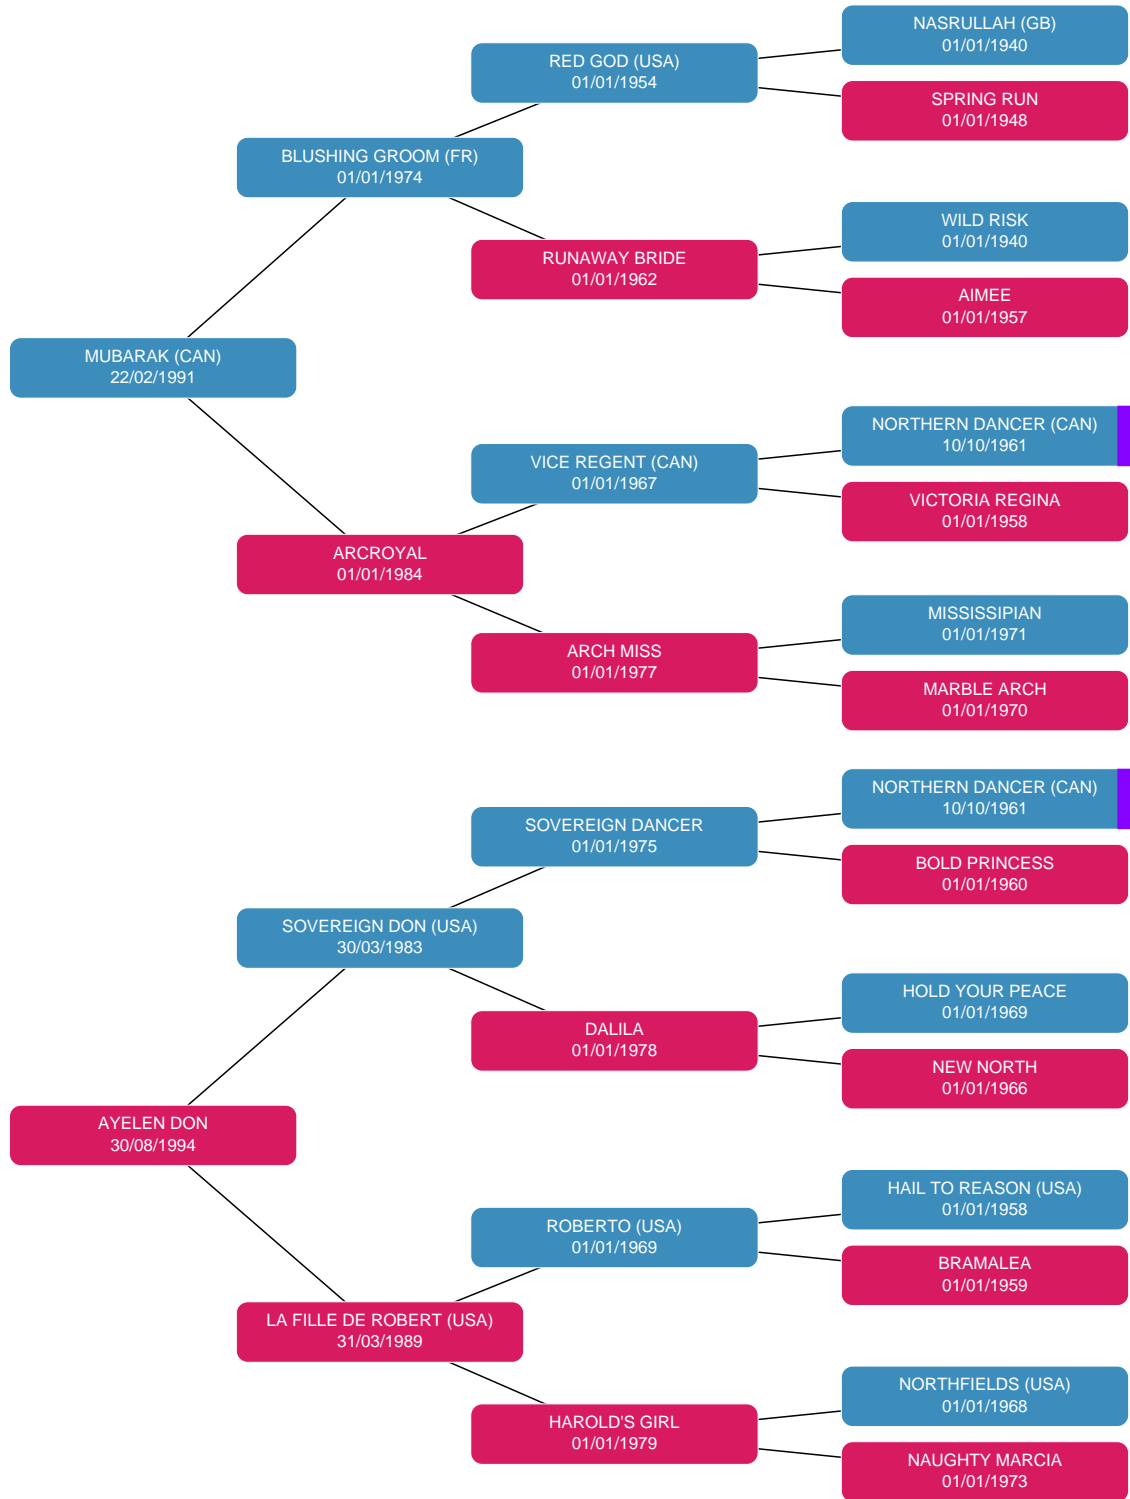 NASRULLAH (GB)
01/01/1940
RED GOD (USA)
01/01/1954
SPRING RUN
01/01/1948
BLUSHING GROOM (FR)
01/01/1974
WILD RISK
01/01/1940
RUNAWAY BRIDE
01/01/1962
AIMEE
01/01/1957
MUBARAK (CAN)
22/02/1991
NORTHERN DANCER (CAN)
10/10/1961
VICE REGENT (CAN)
01/01/1967
VICTORIA REGINA
01/01/1958
ARCROYAL
01/01/1984
MISSISSIPIAN
01/01/1971
ARCH MISS
01/01/1977
MARBLE ARCH
01/01/1970
NORTHERN DANCER (CAN)
10/10/1961
SOVEREIGN DANCER
01/01/1975
BOLD PRINCESS
01/01/1960
SOVEREIGN DON (USA)
30/03/1983
HOLD YOUR PEACE
01/01/1969
DALILA
01/01/1978
NEW NORTH
01/01/1966
AYELEN DON
30/08/1994
HAIL TO REASON (USA)
01/01/1958
ROBERTO (USA)
01/01/1969
BRAMALEA
01/01/1959
LA FILLE DE ROBERT (USA)
31/03/1989
NORTHFIELDS (USA)
01/01/1968
HAROLD'S GIRL
01/01/1979
NAUGHTY MARCIA
01/01/1973